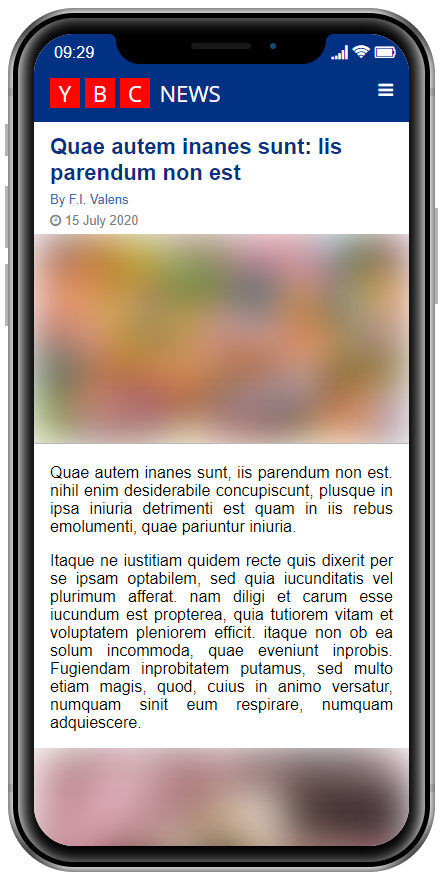 09:29
Y B C NEWS
Quae autem inanes sunt: Iis
parendum non est
By F.I. Valens
15 July 2020
Quae autem inanes sunt, iis parendum non est.
nihil enim desiderabile concupiscunt, plusque in
ipsa iniuria detrimenti est quam in iis rebus
emolumenti, quae pariuntur iniuria.
Itaque ne iustitiam quidem recte quis dixerit per
se ipsam optabilem, sed quia iucunditatis vel
plurimum afferat. nam diligi et carum esse
iucundum est propterea, quia tutiorem vitam et
voluptatem pleniorem efficit. itaque non ob ea
solum incommoda, quae eveniunt inprobis.
Fugiendam inprobitatem putamus, sed multo
etiam magis, quod, cuius in animo versatur,
numquam sinit eum respirare, numquam
adquiescere.